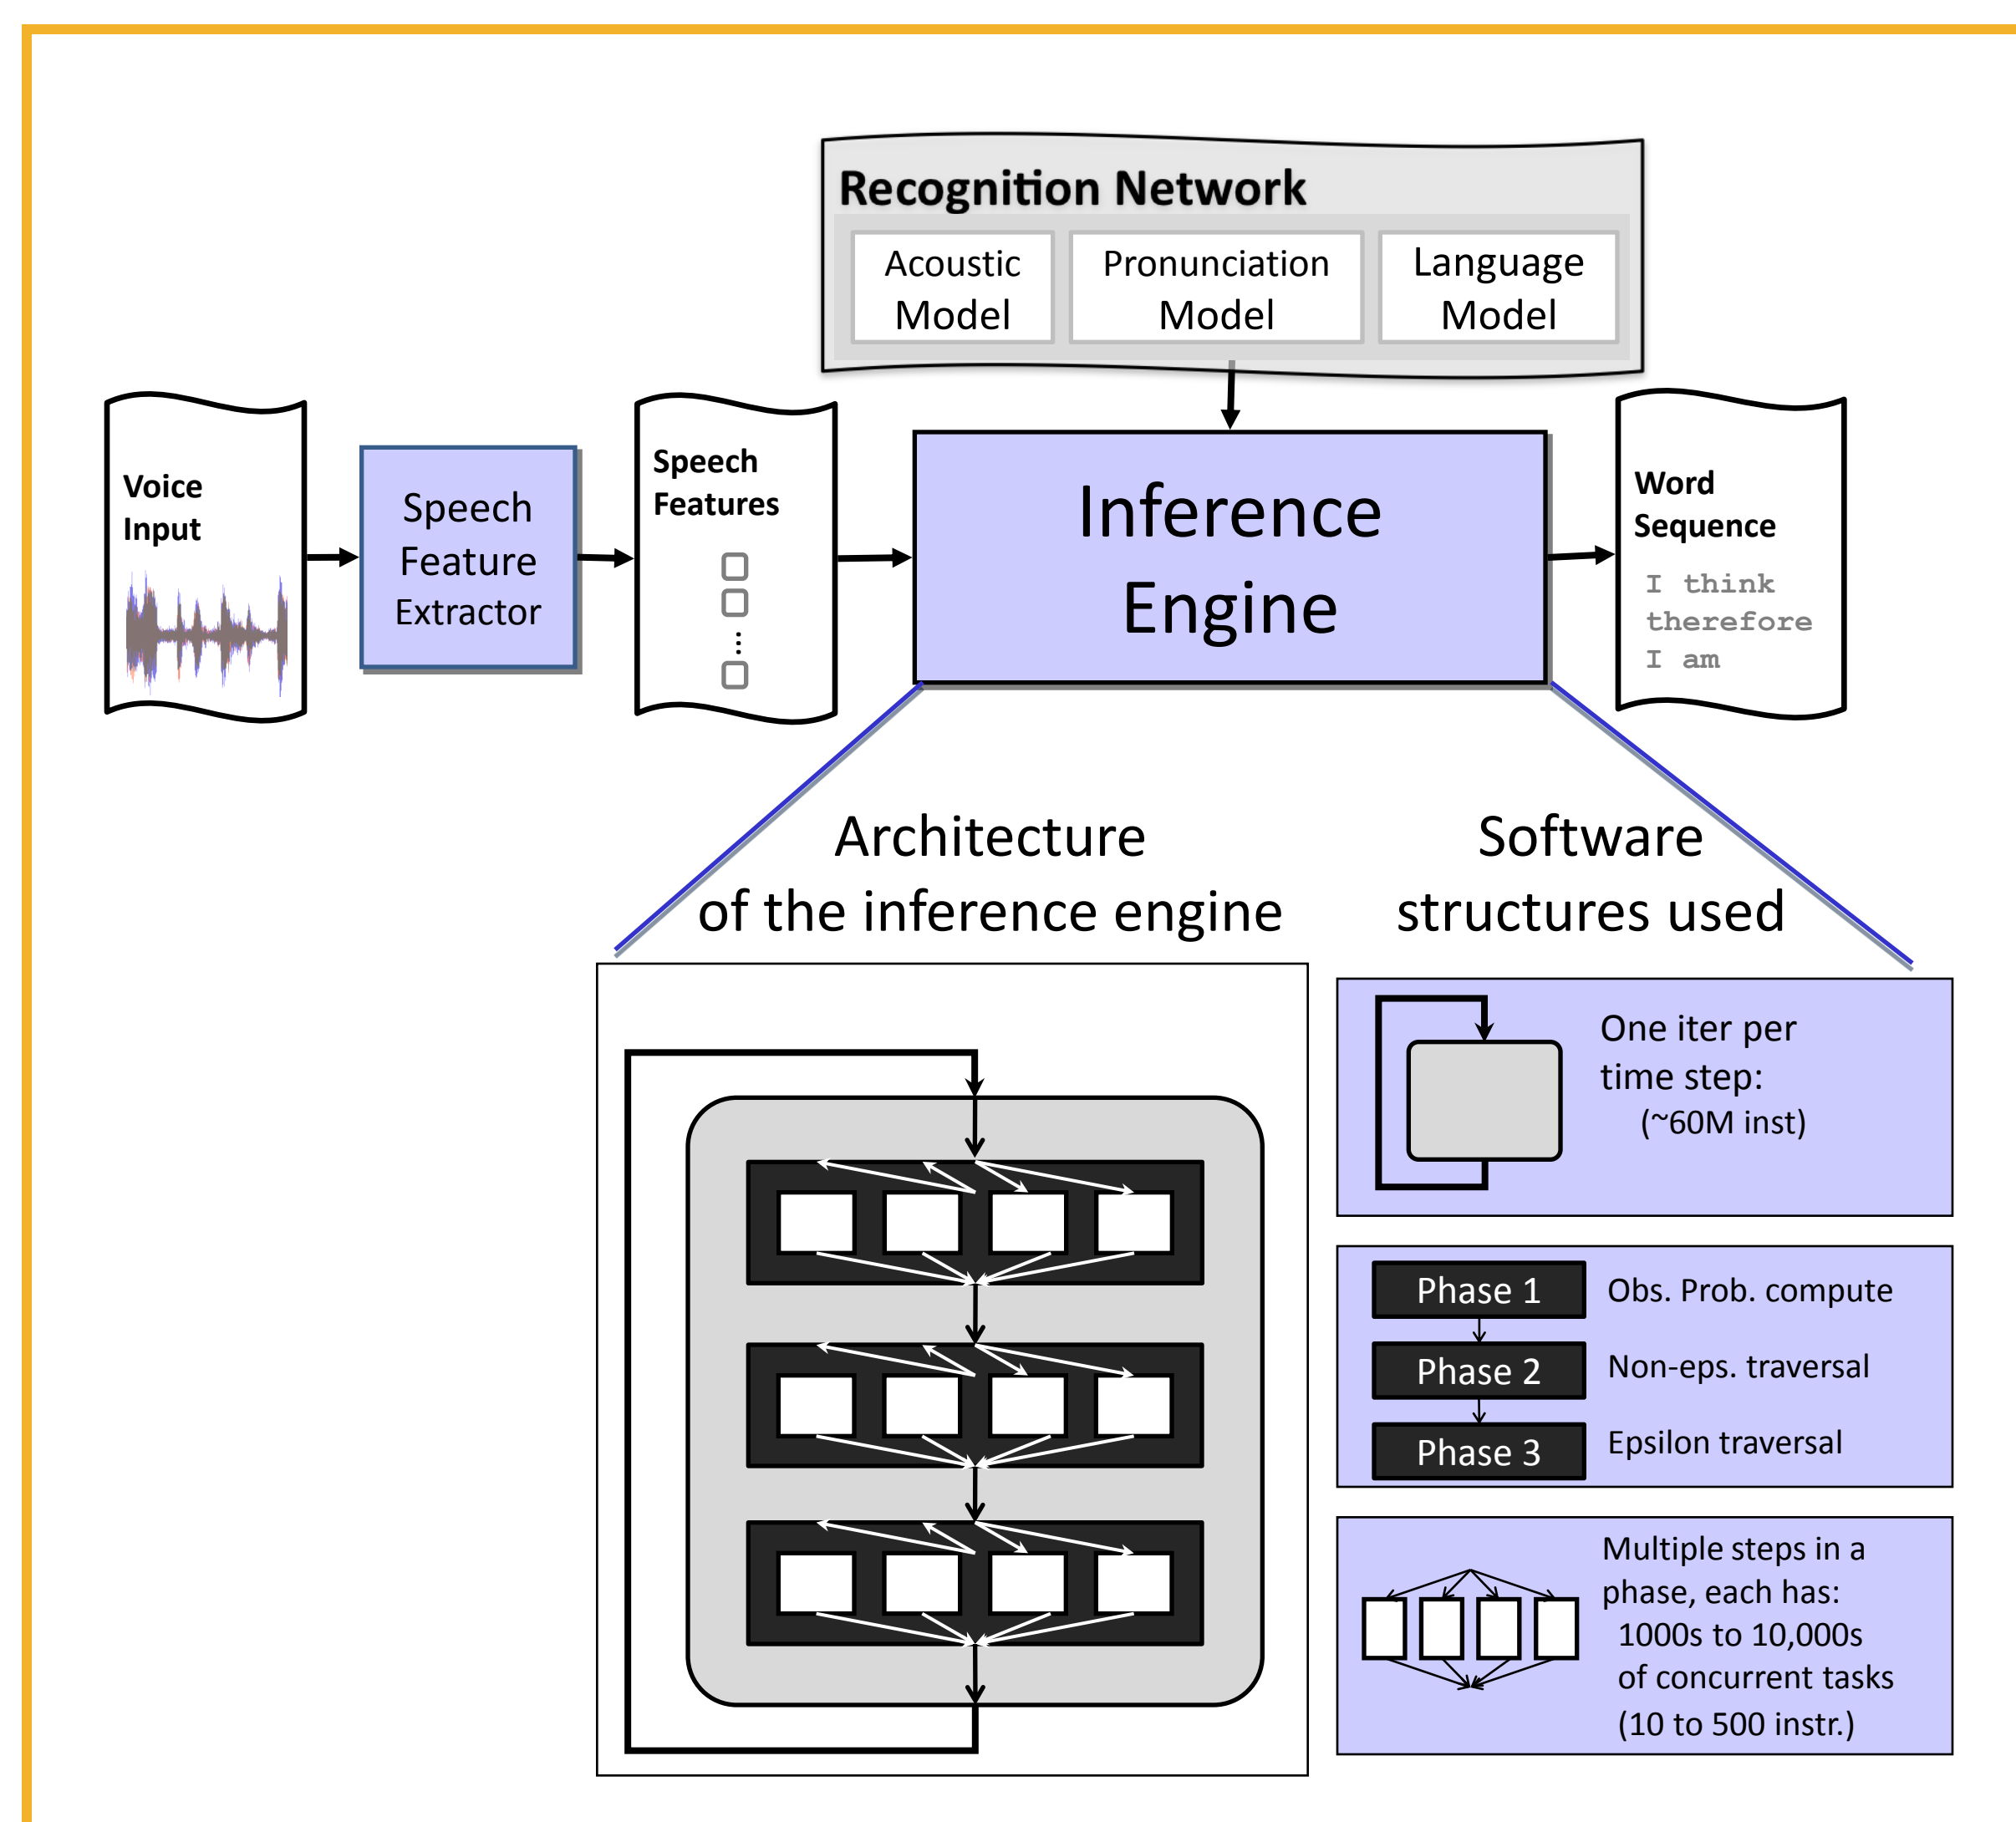 Recognition Network
Acoustic
Model
Pronunciation
Model
Language
Model
Voice
Input
Speech
Feature
Extractor
Speech
Features
Inference
Engine
Word
Sequence
I think
therefore
I am
Architecture
of the inference engine
Software
structures used
One iter per
time step:
(~60M inst)
Phase 1
Obs. Prob. compute
Phase 2
Non-eps. traversal
Phase 3
Epsilon traversal
Multiple steps in a
phase, each has:
1000s to 10,000s
of concurrent tasks
(10 to 500 instr.)